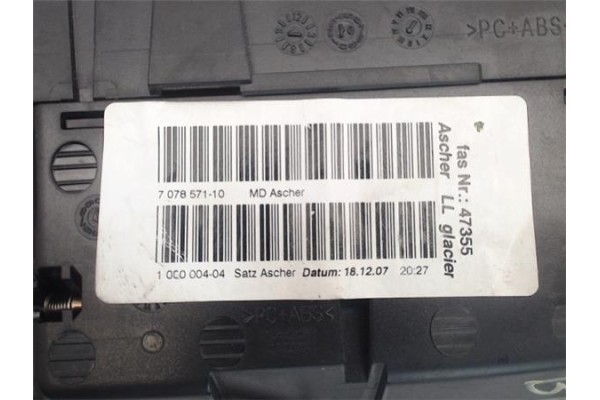 >PC+ABS<
04
7 078 571-10 MD Ascher
1 000 004-04 Satz Ascher Datum: 18.12.07 20:27
fas Nr.: 47355
Ascher LL glacier
>PC+ABS<